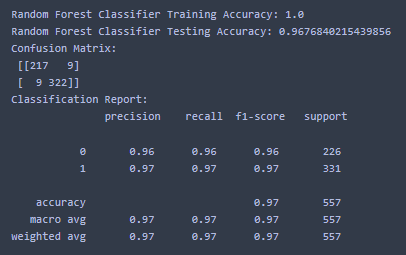 Random Forest Classifier Training Accuracy: 1.0
Random Forest Classifier Testing Accuracy: 0.9676840215439856
Confusion Matrix:
[[217   9]
[  9 322]]
Classification Report:
precision    recall  f1-score   support
0       0.96      0.96      0.96       226
1       0.97      0.97      0.97       331
accuracy                           0.97       557
macro avg       0.97      0.97      0.97       557
weighted avg       0.97      0.97      0.97       557